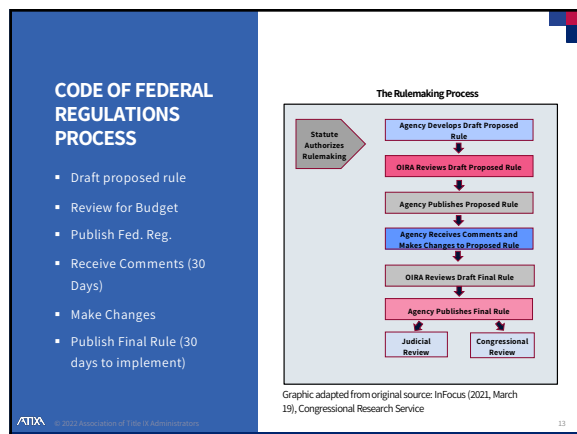 CODE OF FEDERAL
REGULATIONS
PROCESS
▪ Draft proposed rule
▪ Review for Budget
▪ Publish Fed. Reg.
▪ Receive Comments (30
Days)
▪ Make Changes
▪ Publish Final Rule (30
days to implement)
The Rulemaking Process
Statute
Authorizes
Rulemaking
Agency Develops Draft Proposed
Rule
OIRA Reviews Draft Proposed Rule
Agency Publishes Proposed Rule
Agency Receives Comments and
Makes Changes to Proposed Rule
OIRA Reviews Draft Final Rule
Agency Publishes Final Rule
Judicial
Review
Congressional
Review
Graphic adapted from original source: InFocus (2021, March
19), Congressional Research Service
ATIXA © 2022 Association of Title IX Administrators
13